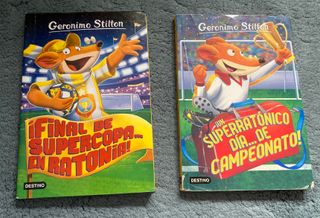 Geronimo Stilton
¡FINAL DE
SUPERCOPA...
EN RATONIA!
DESTINO
Geronimo Stilton
¡UN
SUPERRATÓNICO
DÍA... DE
CAMPEONATO!
DESTINO